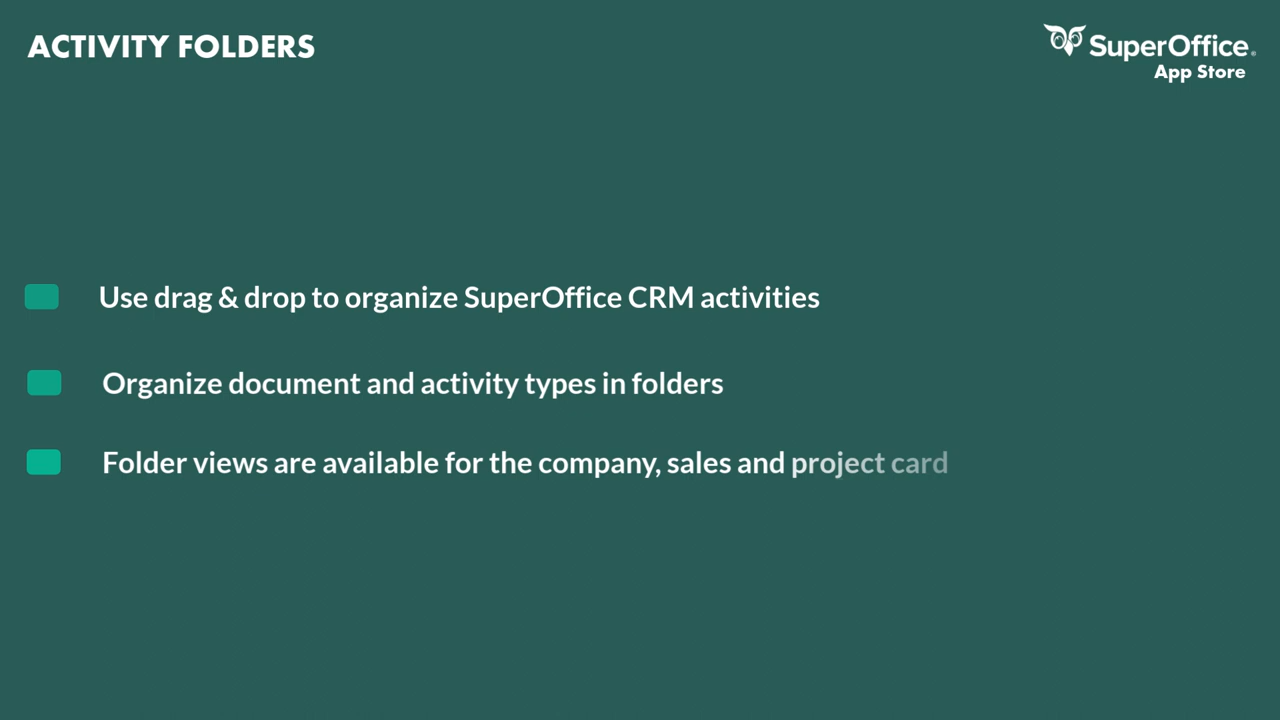 ACTIVITY FOLDERS
SuperOffice®
App Store
Use drag & drop to organize SuperOffice CRM activities
Organize document and activity types in folders
Folder views are available for the company, sales and project card